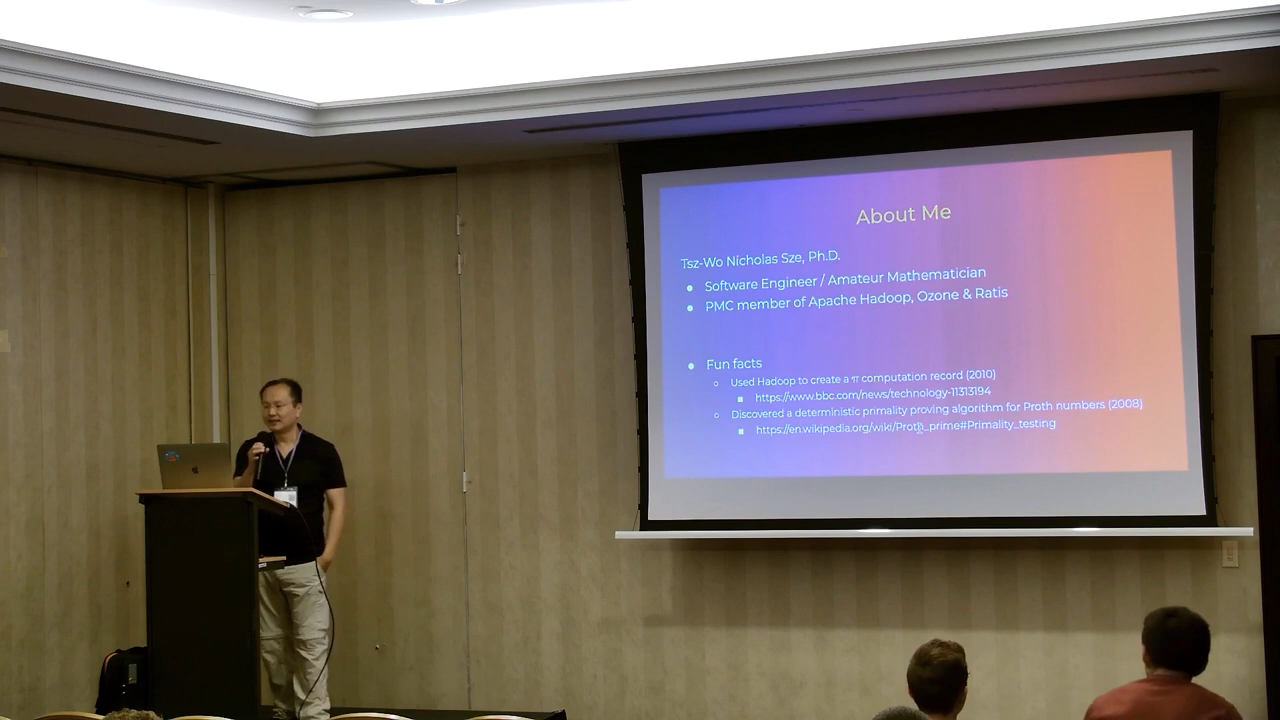 About Me
Tsz-Wo Nicholas Sze, Ph.D.
● Software Engineer / Amateur Mathematician
● PMC member of Apache Hadoop, Ozone & Ratis
● Fun facts
○ Used Hadoop to create a π computation record (2010)
■ https://www.bbc.com/news/technology-11313194
○ Discovered a deterministic primality proving algorithm for Proth numbers (2008)
■ https://en.wikipedia.org/wiki/Proth_prime#Primality_testing